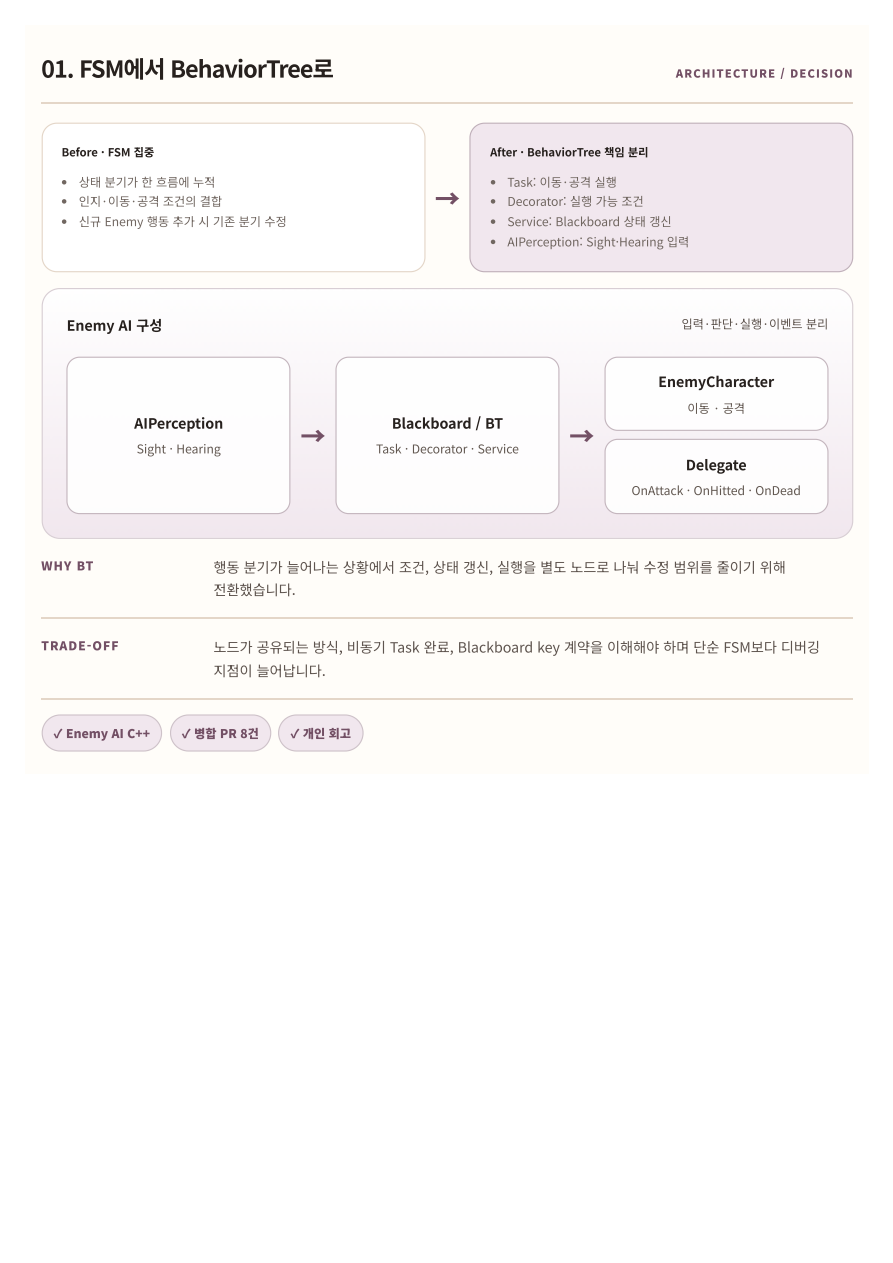 01. FSM에서 BehaviorTree로
ARCHITECTURE / DECISION
Before · FSM 집중
• 상태 분기가 한 흐름에 누적
• 인지·이동·공격 조건의 결합
• 신규 Enemy 행동 추가 시 기존 분기 수정
→
After · BehaviorTree 책임 분리
• Task: 이동·공격 실행
• Decorator: 실행 가능 조건
• Service: Blackboard 상태 갱신
• AIPerception: Sight·Hearing 입력
Enemy AI 구성
입력·판단·실행·이벤트 분리
AIPerception
Sight · Hearing
→
Blackboard / BT
Task · Decorator · Service
→
EnemyCharacter
이동 · 공격
Delegate
OnAttack · OnHitted · OnDead
WHY BT
행동 분기가 늘어나는 상황에서 조건, 상태 갱신, 실행을 별도 노드로 나눠 수정 범위를 줄이기 위해
전환했습니다.
TRADE-OFF
노드가 공유되는 방식, 비동기 Task 완료, Blackboard key 계약을 이해해야 하며 단순 FSM보다 디버깅
지점이 늘어납니다.
✓ Enemy AI C++
✓ 병합 PR 8건
✓ 개인 회고